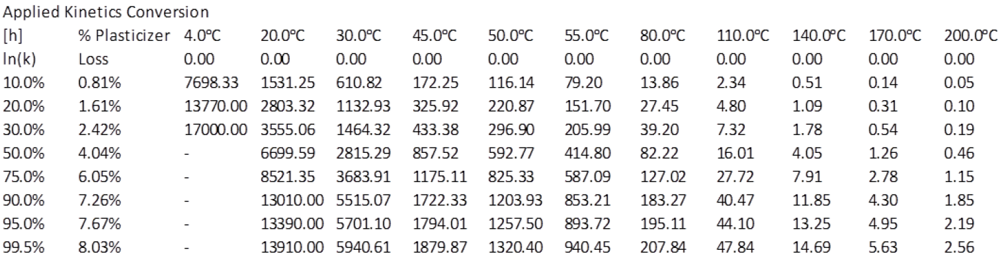 Applied Kinetics Conversion
[h] % Plasticizer 4.0°C 20.0°C 30.0°C 45.0°C 50.0°C 55.0°C 80.0°C 110.0°C 140.0°C 170.0°C 200.0°C
ln(k) Loss 0.00 0.00 0.00 0.00 0.00 0.00 0.00 0.00 0.00 0.00 0.00
10.0% 0.81% 7698.33 1531.25 610.82 172.25 116.14 79.20 13.86 2.34 0.51 0.14 0.05
20.0% 1.61% 13770.00 2803.32 1132.93 325.92 220.87 151.70 27.45 4.80 1.09 0.31 0.10
30.0% 2.42% 17000.00 3555.06 1464.32 433.38 296.90 205.99 39.20 7.32 1.78 0.54 0.19
50.0% 4.04% - 6699.59 2815.29 857.52 592.77 414.80 82.22 16.01 4.05 1.26 0.46
75.0% 6.05% - 8521.35 3683.91 1175.11 825.33 587.09 127.02 27.72 7.91 2.78 1.15
90.0% 7.26% - 13010.00 5515.07 1722.33 1203.93 853.21 183.27 40.47 11.85 4.30 1.85
95.0% 7.67% - 13390.00 5701.10 1794.01 1257.50 893.72 195.11 44.10 13.25 4.95 2.19
99.5% 8.03% - 13910.00 5940.61 1879.87 1320.40 940.45 207.84 47.84 14.69 5.63 2.56